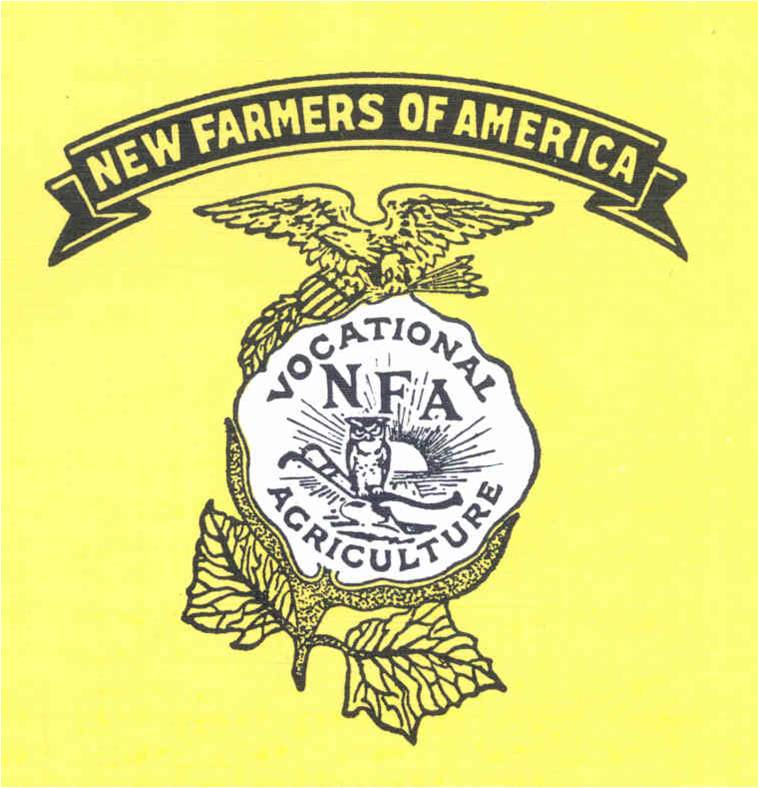 NEW FARMERS OF AMERICA
VOCATIONAL
NFA
AGRICULTURE